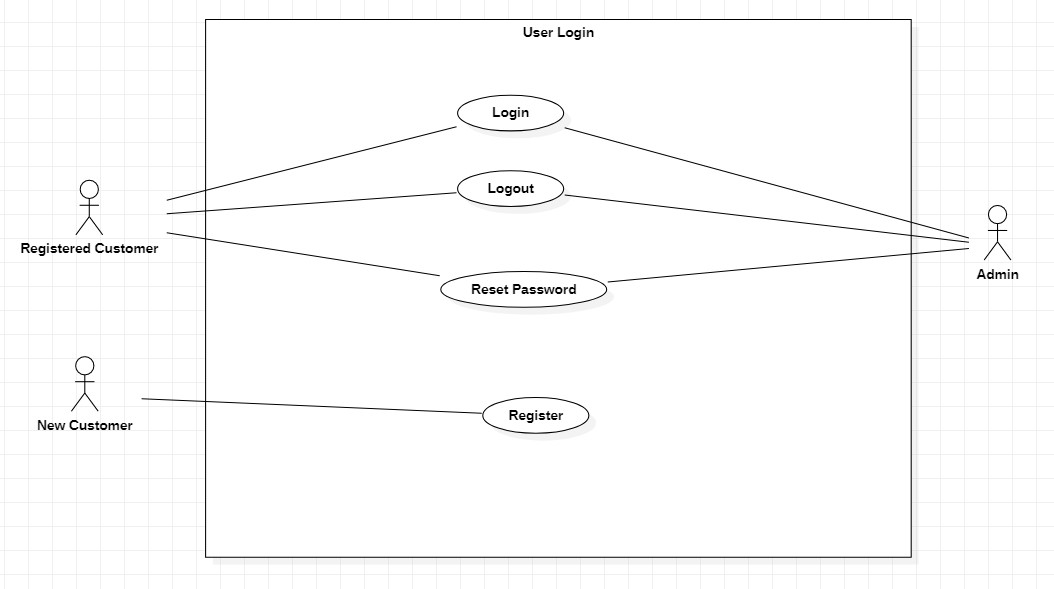 User Login
Login
Logout
Registered Customer
Admin
Reset Password
Register
New Customer